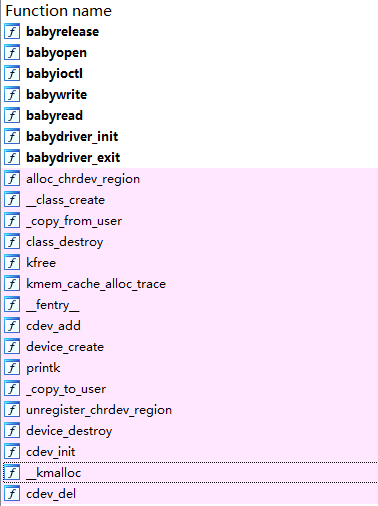 Function name
babyrelease
babyopen
babyioctl
babywrite
babyread
babydriver_init
babydriver_exit
alloc_chrdev_region
__class_create
_copy_from_user
class_destroy
kfree
kmem_cache_alloc_trace
__fentry__
cdev_add
device_create
printk
_copy_to_user
unregister_chrdev_region
device_destroy
cdev_init
__kmalloc
cdev_del